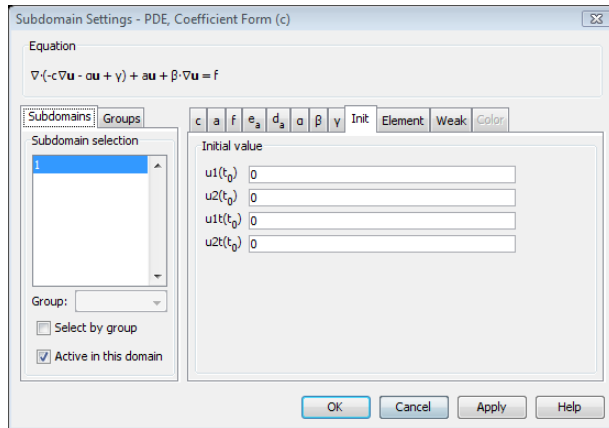 Subdomain Settings - PDE, Coefficient Form (c)
Equation
∇·(-c∇u - αu + γ) + au + β·∇u = f
Subdomains Groups
Subdomain selection
1
Group:
Select by group
Active in this domain
c a f eₐ dₐ α β γ Init Element Weak Color
Initial value
u1(t₀) 0
u2(t₀) 0
u1t(t₀) 0
u2t(t₀) 0
OK Cancel Apply Help